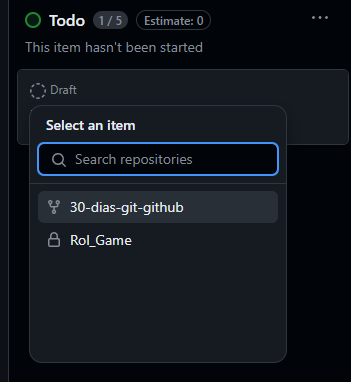 Todo 1 / 5 Estimate: 0
This item hasn't been started
Draft
Select an item
Search repositories
30-dias-git-github
Rol_Game